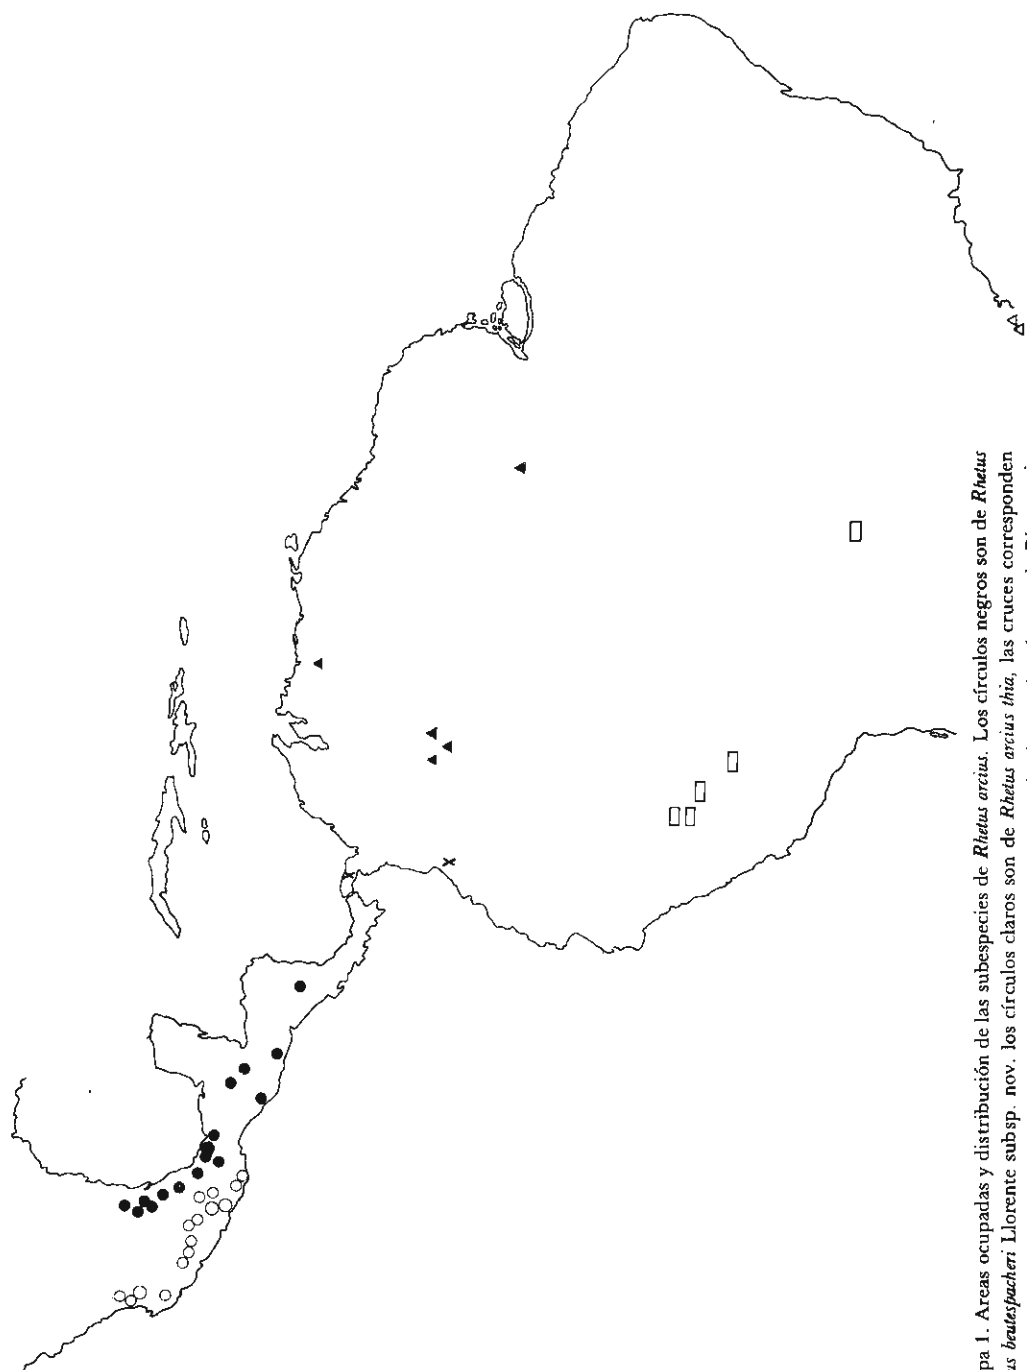 pa 1. Areas ocupadas y distribución de las subespecies de Rhetus arcius. Los círculos negros son de Rhetus
us beutespacheri Llorente subsp. nov. los círculos claros son de Rhetus arcius thia, las cruces corresponden